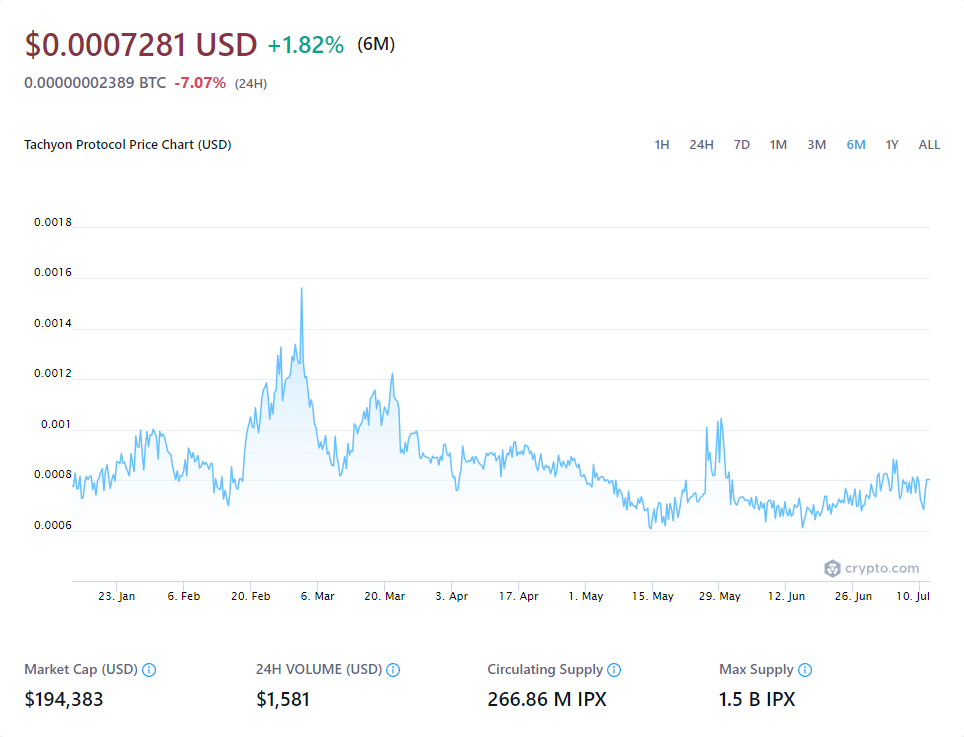 $0.0007281 USD +1.82% (6M)
0.00000002389 BTC -7.07% (24H)
Tachyon Protocol Price Chart (USD) 1H 24H 7D 1M 3M 6M 1Y ALL
0.0018
0.0016
0.0014
0.0012
0.001
0.0008
0.0006
crypto.com
23. Jan 6. Feb 20. Feb 6. Mar 20. Mar 3. Apr 17. Apr 1. May 15. May 29. May 12. Jun 26. Jun 10. Jul
Market Cap (USD) 24H VOLUME (USD) Circulating Supply Max Supply
$194,383 $1,581 266.86 M IPX 1.5 B IPX